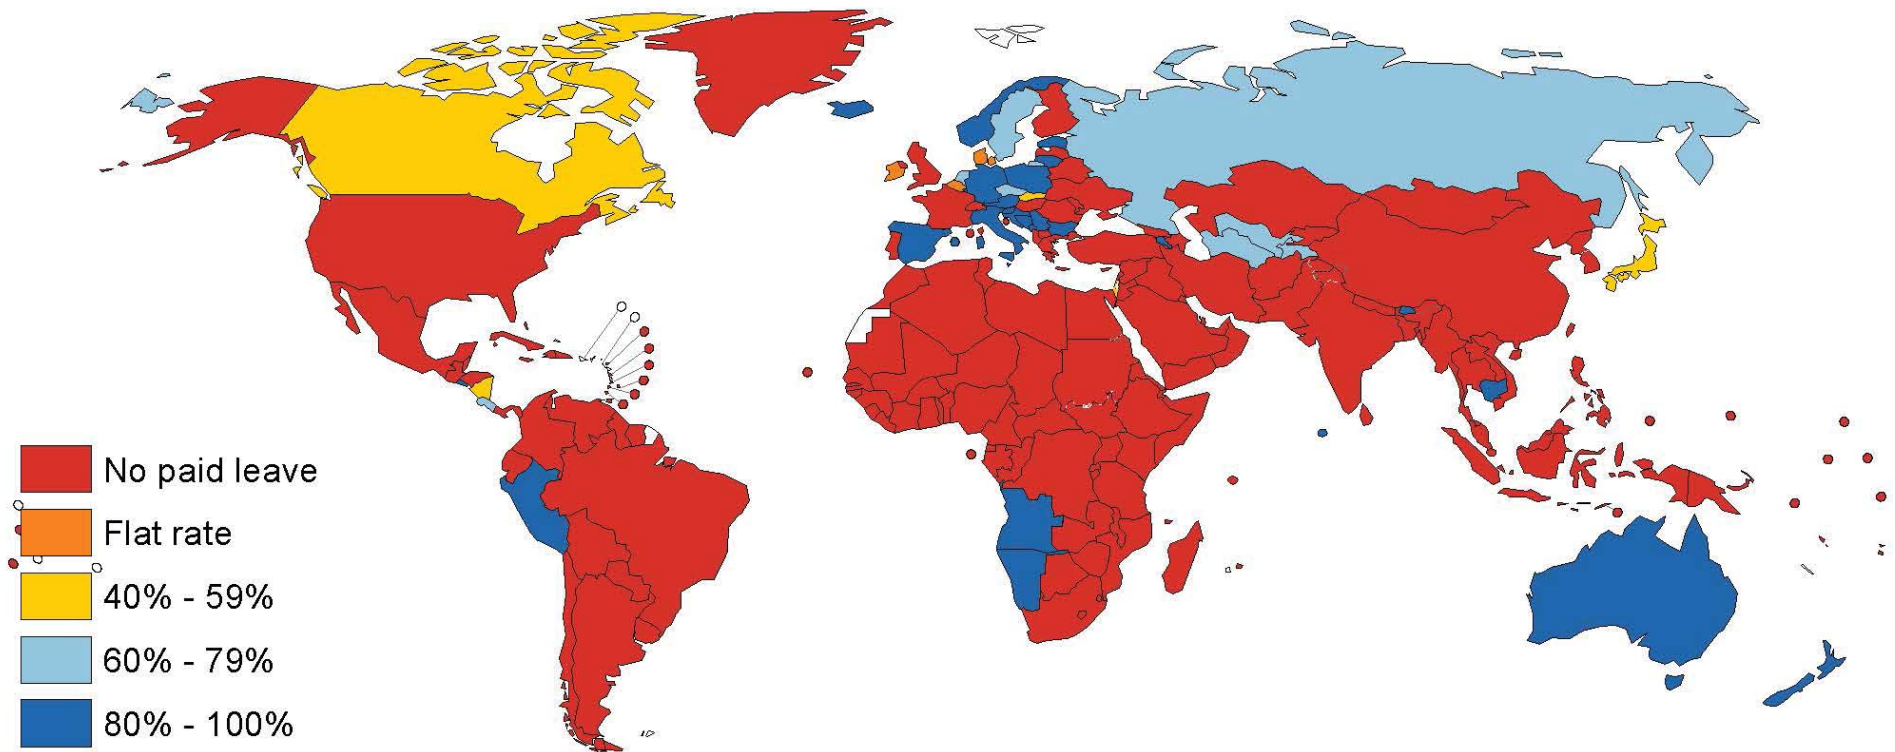 No paid leave
Flat rate
40% - 59%
60% - 79%
80% - 100%